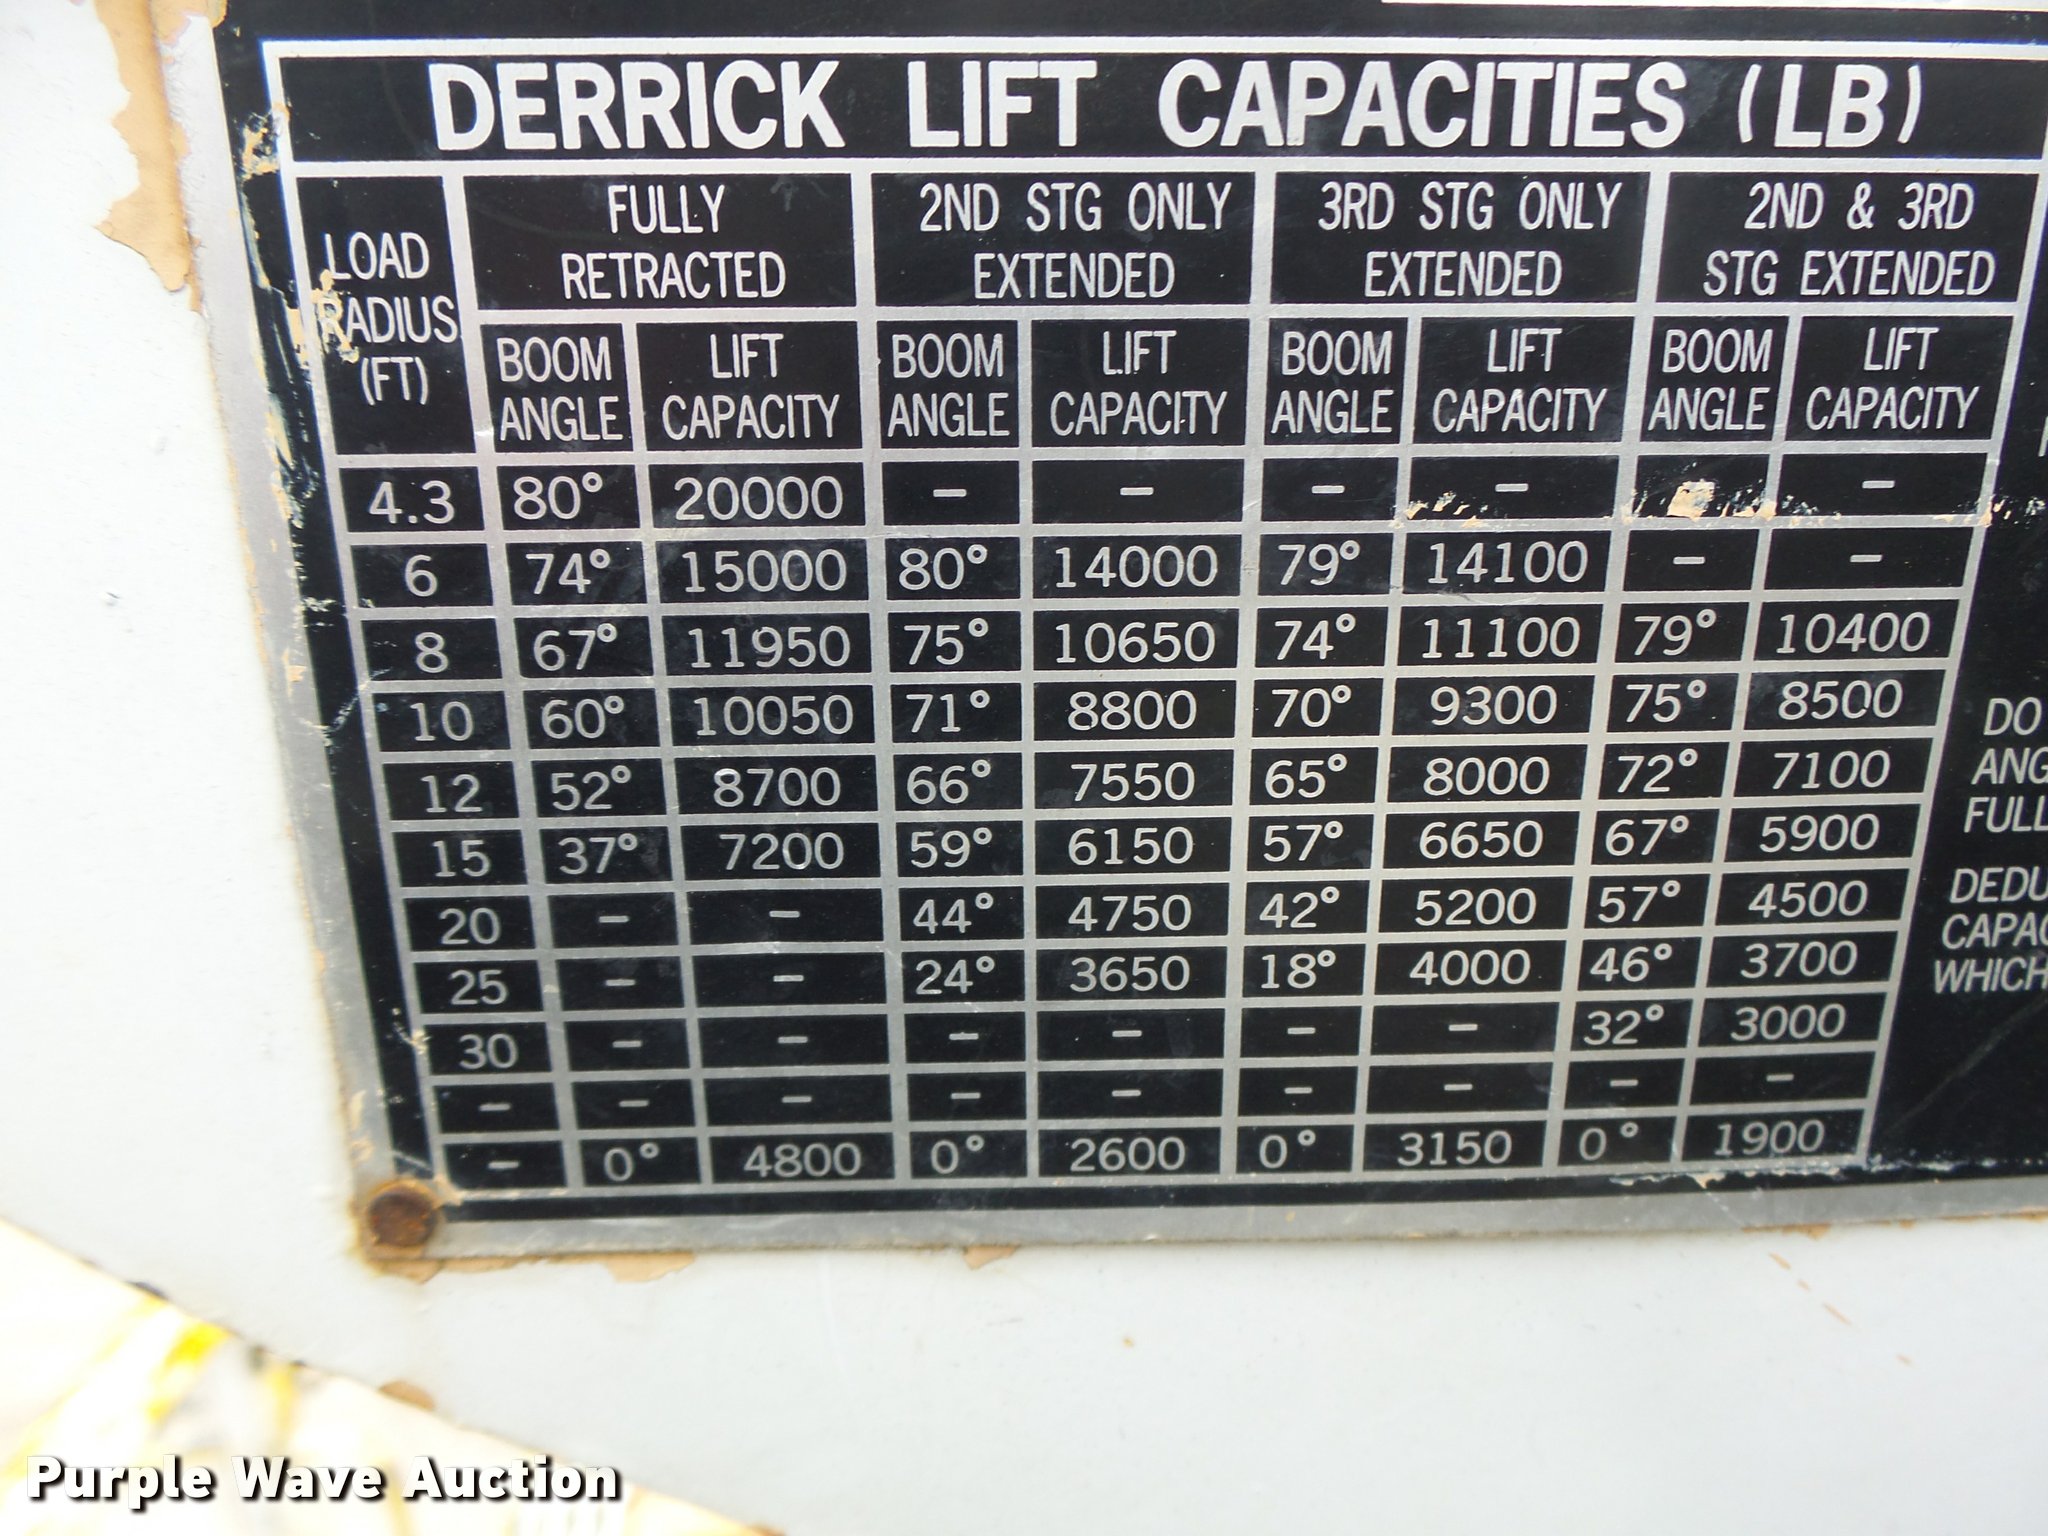 DERRICK LIFT CAPACITIES (LB)
LOAD RADIUS (FT) FULLY RETRACTED 2ND STG ONLY EXTENDED 3RD STG ONLY EXTENDED 2ND & 3RD STG EXTENDED
BOOM ANGLE LIFT CAPACITY BOOM ANGLE LIFT CAPACITY BOOM ANGLE LIFT CAPACITY BOOM ANGLE LIFT CAPACITY
4.3 80° 20000 – – – – –
6 74° 15000 80° 14000 79° 14100 – –
8 67° 11950 75° 10650 74° 11100 79° 10400
10 60° 10050 71° 8800 70° 9300 75° 8500
12 52° 8700 66° 7550 65° 8000 72° 7100
15 37° 7200 59° 6150 57° 6650 67° 5900
20 – – 44° 4750 42° 5200 57° 4500
25 – – 24° 3650 18° 4000 46° 3700
30 – – – – – – 32° 3000
– – – – – – – – –
– 0° 4800 0° 2600 0° 3150 0° 1900
DO
ANG
FULL
DEDU
CAPAC
WHICH
Purple Wave Auction